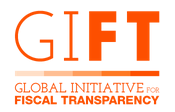 GIFT
GLOBAL INITIATIVE FOR
FISCAL TRANSPARENCY